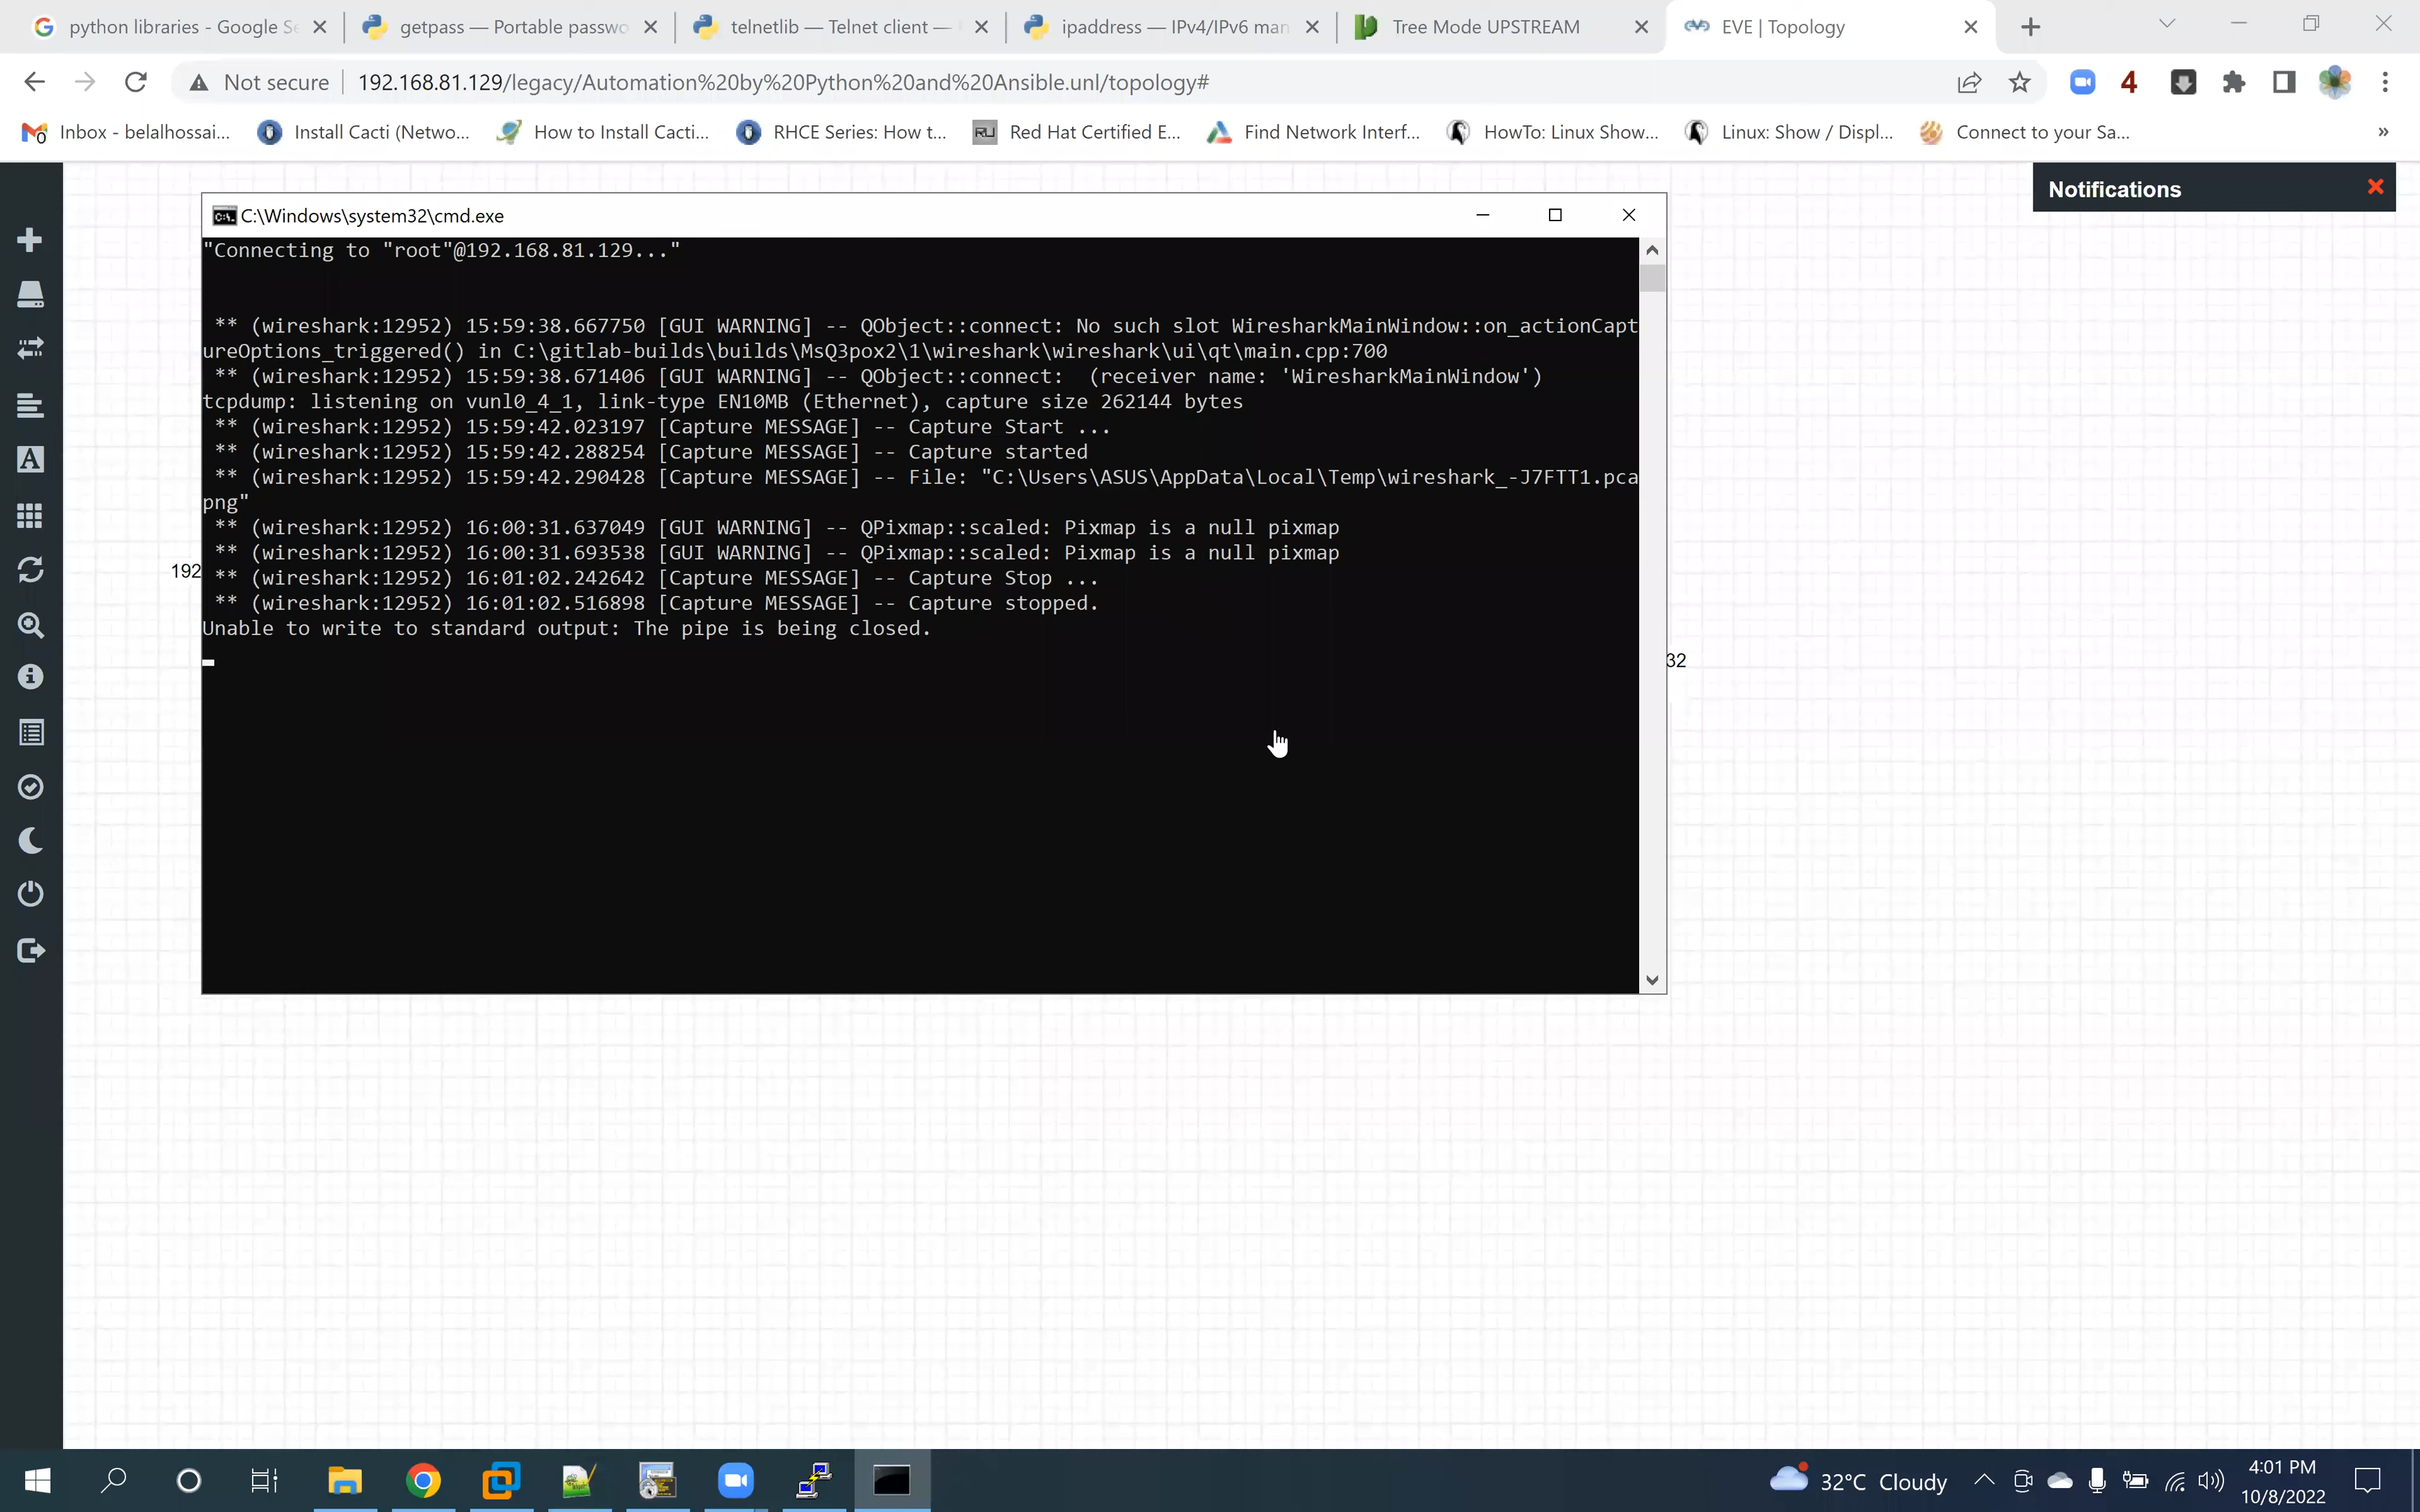 python libraries - Google Se
getpass — Portable passwo
telnetlib — Telnet client —
ipaddress — IPv4/IPv6 man
Tree Mode UPSTREAM
EVE | Topology
Not secure
192.168.81.129/legacy/Automation%20by%20Python%20and%20Ansible.unl/topology#
4
Inbox - belalhossai...
Install Cacti (Netwo...
How to Install Cacti...
RHCE Series: How t...
RU
Red Hat Certified E...
Find Network Interf...
HowTo: Linux Show...
Linux: Show / Displ...
Connect to your Sa...
»
Notifications
C:\Windows\system32\cmd.exe
"Connecting to "root"@192.168.81.129..."
** (wireshark:12952) 15:59:38.667750 [GUI WARNING] -- QObject::connect: No such slot WiresharkMainWindow::on_actionCapt
ureOptions_triggered() in C:\gitlab-builds\builds\MsQ3pox2\1\wireshark\wireshark\ui\qt\main.cpp:700
** (wireshark:12952) 15:59:38.671406 [GUI WARNING] -- QObject::connect:  (receiver name: 'WiresharkMainWindow')
tcpdump: listening on vunl0_4_1, link-type EN10MB (Ethernet), capture size 262144 bytes
** (wireshark:12952) 15:59:42.023197 [Capture MESSAGE] -- Capture Start ...
** (wireshark:12952) 15:59:42.288254 [Capture MESSAGE] -- Capture started
** (wireshark:12952) 15:59:42.290428 [Capture MESSAGE] -- File: "C:\Users\ASUS\AppData\Local\Temp\wireshark_-J7FTT1.pca
png"
** (wireshark:12952) 16:00:31.637049 [GUI WARNING] -- QPixmap::scaled: Pixmap is a null pixmap
** (wireshark:12952) 16:00:31.693538 [GUI WARNING] -- QPixmap::scaled: Pixmap is a null pixmap
192
** (wireshark:12952) 16:01:02.242642 [Capture MESSAGE] -- Capture Stop ...
** (wireshark:12952) 16:01:02.516898 [Capture MESSAGE] -- Capture stopped.
Unable to write to standard output: The pipe is being closed.
32
32°C Cloudy
4:01 PM
10/8/2022